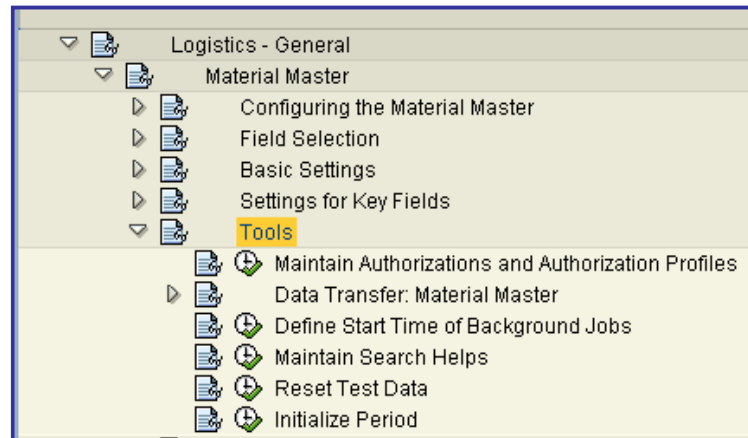 Logistics - General
Material Master
Configuring the Material Master
Field Selection
Basic Settings
Settings for Key Fields
Tools
Maintain Authorizations and Authorization Profiles
Data Transfer: Material Master
Define Start Time of Background Jobs
Maintain Search Helps
Reset Test Data
Initialize Period